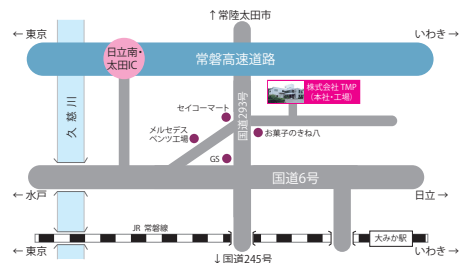 ↑常陸太田市
←東京
いわき→
日立南・
太田IC
常磐高速道路
株式会社 TMP
(本社・工場)
セイコーマート
国道293号
久慈川
メルセデス
ベンツ工場
お菓子のきね八
GS
国道6号
←水戸
日立→
JR 常磐線
大みか駅
←東京
いわき→
↓国道245号